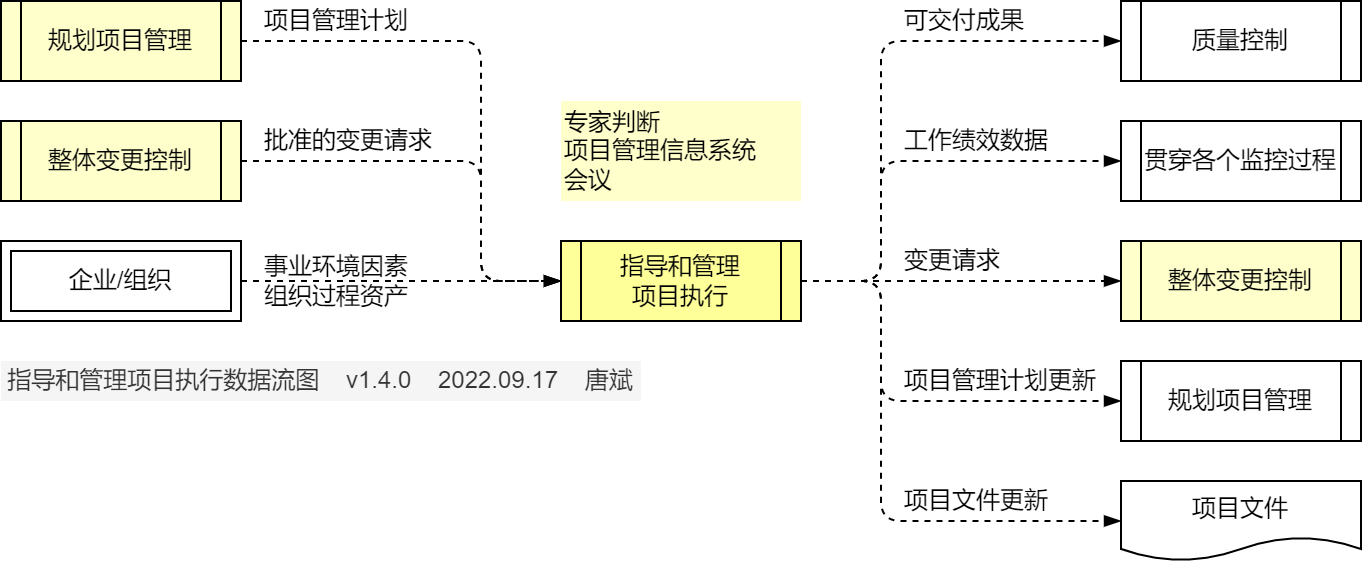 规划项目管理
项目管理计划
可交付成果
质量控制
整体变更控制
批准的变更请求
专家判断
项目管理信息系统
会议
工作绩效数据
贯穿各个监控过程
企业/组织
事业环境因素
组织过程资产
指导和管理
项目执行
变更请求
整体变更控制
指导和管理项目执行数据流图 v1.4.0 2022.09.17 唐斌
项目管理计划更新
规划项目管理
项目文件更新
项目文件